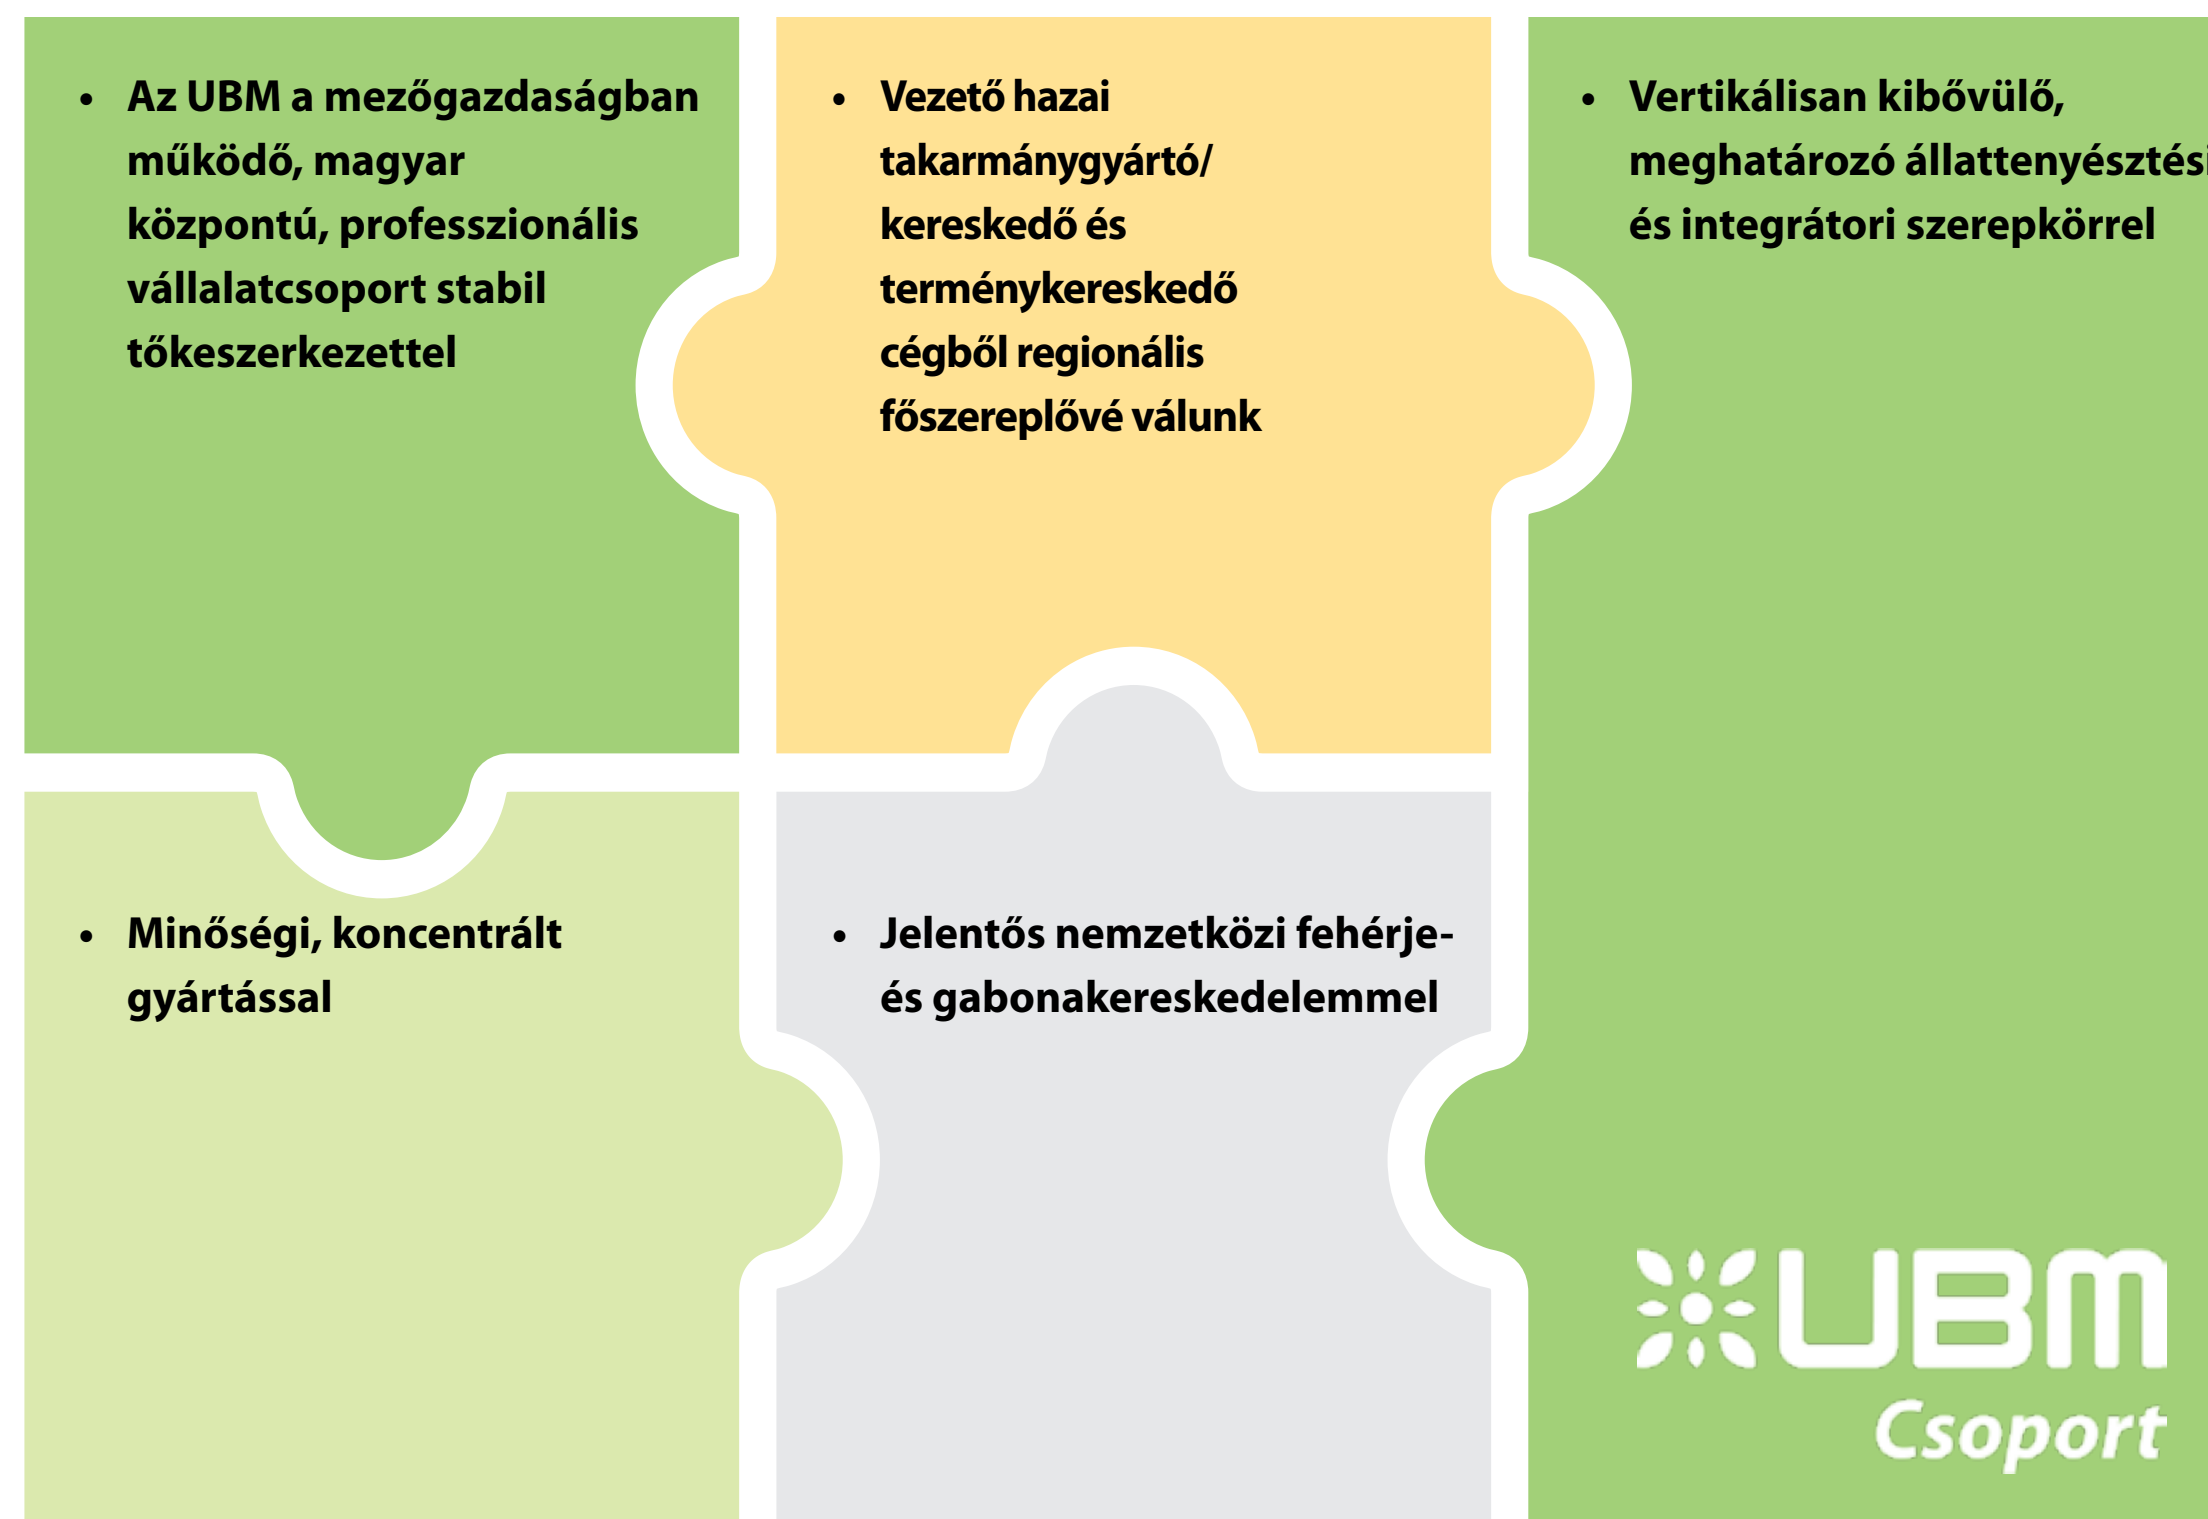 • Az UBM a mezőgazdaságban
működő, magyar
központú, professzionális
vállalatcsoport stabil
tőkeszerkezettel
• Vezető hazai
takarmánygyártó/
kereskedő és
terménykereskedő
cégből regionális
főszereplővé válunk
• Vertikálisan kibővülő,
meghatározó állattenyésztési
és integrátori szerepkörrel
• Minőségi, koncentrált
gyártással
• Jelentős nemzetközi fehérje-
és gabonakereskedelemmel
UBM
Csoport